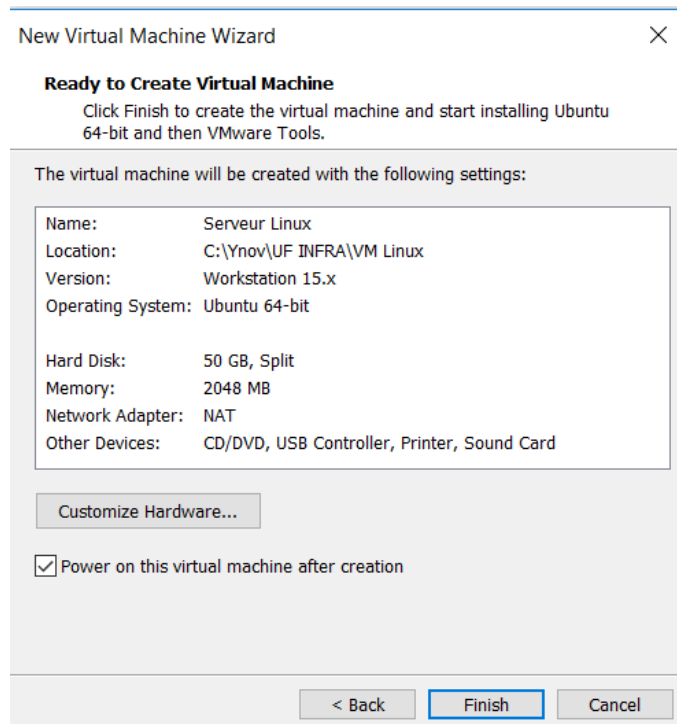 New Virtual Machine Wizard
Ready to Create Virtual Machine
Click Finish to create the virtual machine and start installing Ubuntu
64-bit and then VMware Tools.
The virtual machine will be created with the following settings:
Name: Serveur Linux
Location: C:\Ynov\UF INFRA\VM Linux
Version: Workstation 15.x
Operating System: Ubuntu 64-bit
Hard Disk: 50 GB, Split
Memory: 2048 MB
Network Adapter: NAT
Other Devices: CD/DVD, USB Controller, Printer, Sound Card
Customize Hardware...
Power on this virtual machine after creation
< Back Finish Cancel